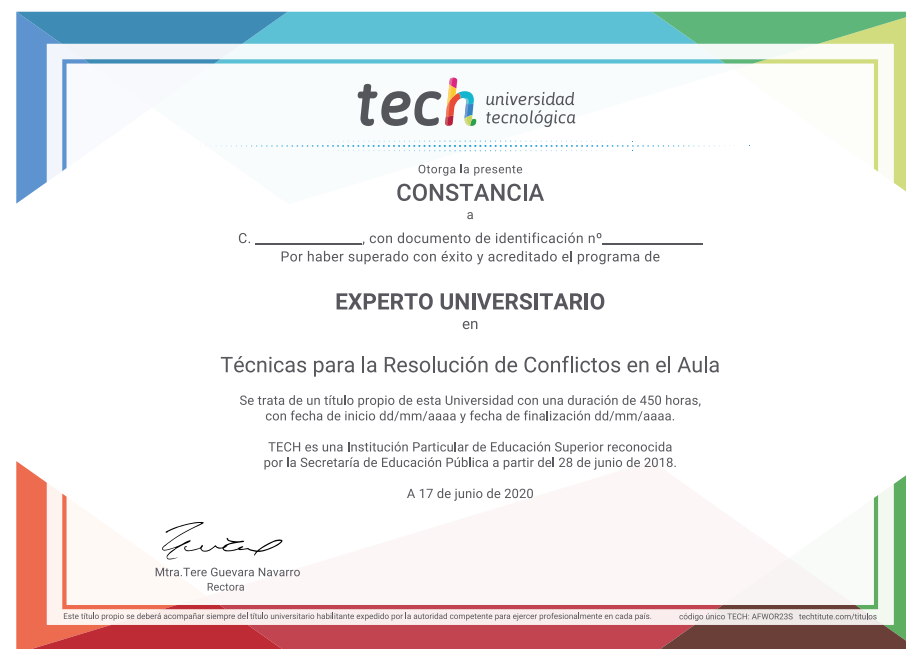 tech universidad
tecnológica
Otorga la presente
CONSTANCIA
a
C. ____________, con documento de identificación nº____________
Por haber superado con éxito y acreditado el programa de
EXPERTO UNIVERSITARIO
en
Técnicas para la Resolución de Conflictos en el Aula
Se trata de un título propio de esta Universidad con una duración de 450 horas,
con fecha de inicio dd/mm/aaaa y fecha de finalización dd/mm/aaaa.
TECH es una Institución Particular de Educación Superior reconocida
por la Secretaría de Educación Pública a partir del 28 de junio de 2018.
A 17 de junio de 2020
Mtra.Tere Guevara Navarro
Rectora
Este título propio se deberá acompañar siempre del título universitario habilitante expedido por la autoridad competente para ejercer profesionalmente en cada país. código único TECH: AFWOR23S techtitute.com/titulos